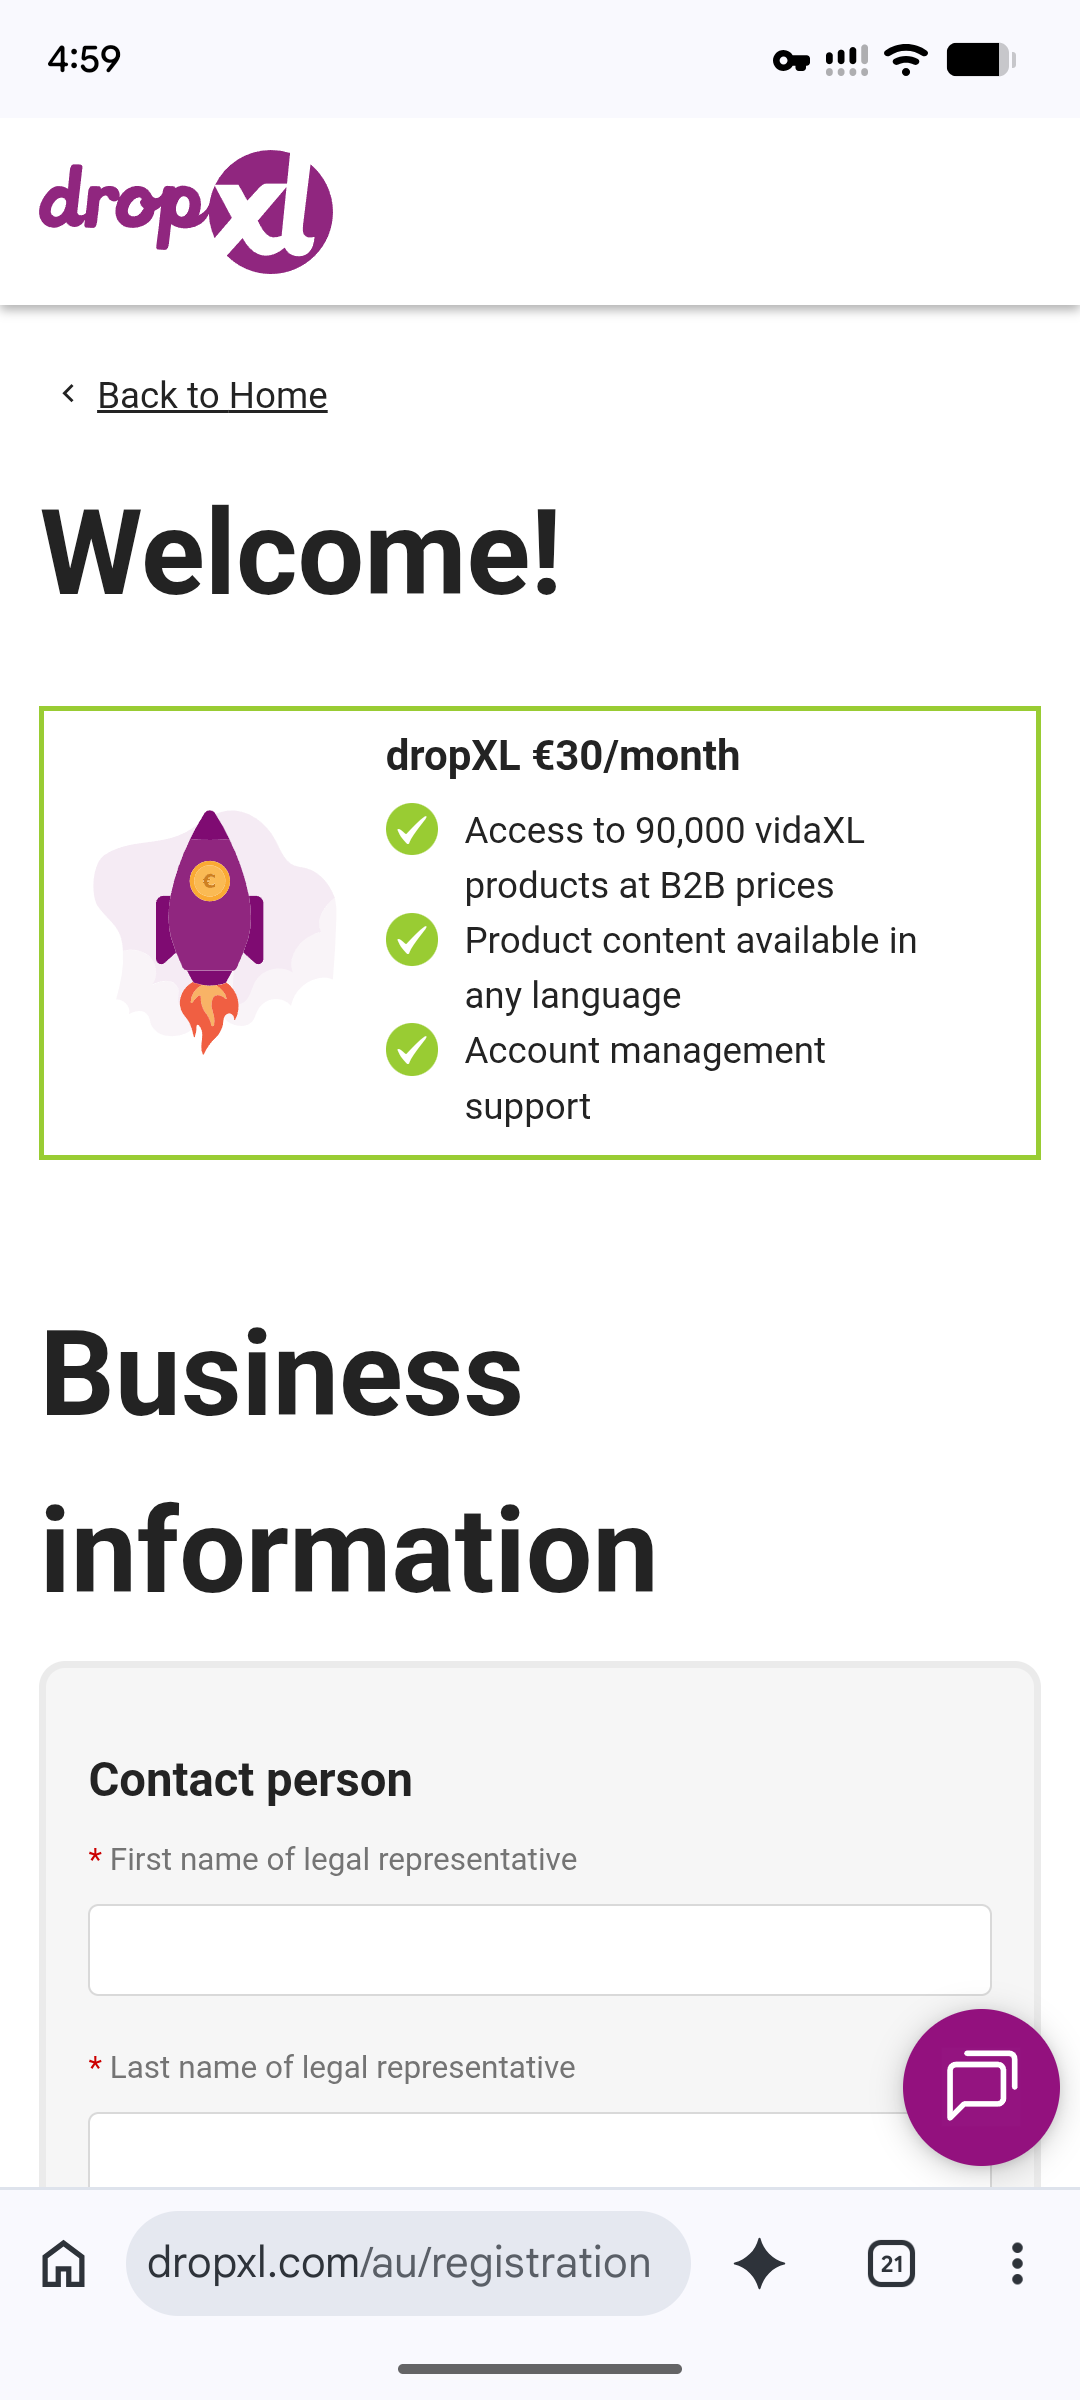 4:59
dropxl
Back to Home
Welcome!
dropXL €30/month
€
Access to 90,000 vidaXL
products at B2B prices
Product content available in
any language
Account management
support
Business
information
Contact person
* First name of legal representative
* Last name of legal representative
dropxl.com/au/registration
21